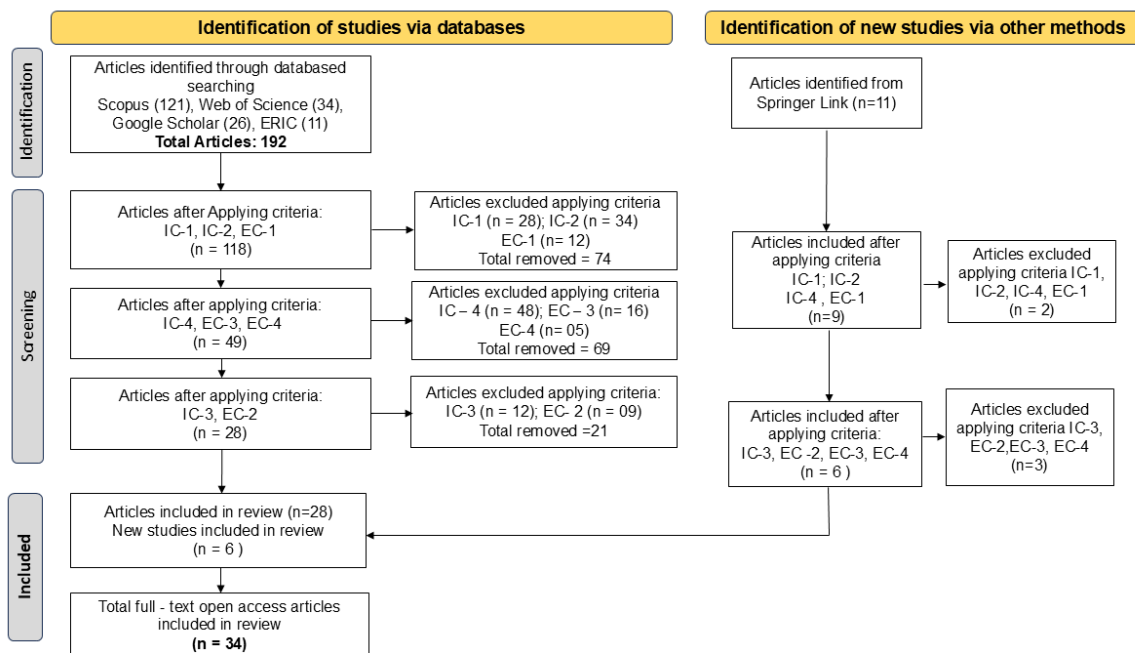 Identification of studies via databases
Identification of new studies via other methods
Identification
Articles identified through databased
searching
Scopus (121), Web of Science (34),
Google Scholar (26), ERIC (11)
Total Articles: 192
Articles identified from
Springer Link (n=11)
Screening
Articles after Applying criteria:
IC-1, IC-2, EC-1
(n = 118)
Articles excluded applying criteria
IC-1 (n = 28); IC-2 (n = 34)
EC-1 (n= 12)
Total removed = 74
Articles after applying criteria:
IC-4, EC-3, EC-4
(n = 49)
Articles excluded applying criteria
IC – 4 (n = 48); EC – 3 (n = 16)
EC-4 (n= 05)
Total removed = 69
Articles after applying criteria:
IC-3, EC-2
(n = 28)
Articles excluded applying criteria:
IC-3 (n = 12); EC- 2 (n = 09)
Total removed =21
Articles included after
applying criteria
IC-1; IC-2
IC-4 , EC-1
(n=9)
Articles excluded
applying criteria IC-1,
IC-2, IC-4, EC-1
(n = 2)
Articles included after
applying criteria:
IC-3, EC -2, EC-3, EC-4
(n = 6 )
Articles excluded
applying criteria IC-3,
EC-2,EC-3, EC-4
(n=3)
Included
Articles included in review (n=28)
New studies included in review
(n = 6 )
Total full - text open access articles
included in review
(n = 34)